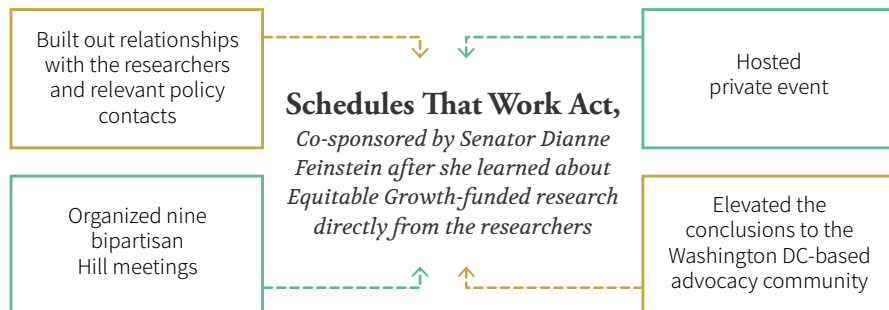 Built out relationships
with the researchers
and relevant policy
contacts
Hosted
private event
Schedules That Work Act,
Co-sponsored by Senator Dianne
Feinstein after she learned about
Equitable Growth-funded research
directly from the researchers
Organized nine
bipartisan
Hill meetings
Elevated the
conclusions to the
Washington DC-based
advocacy community